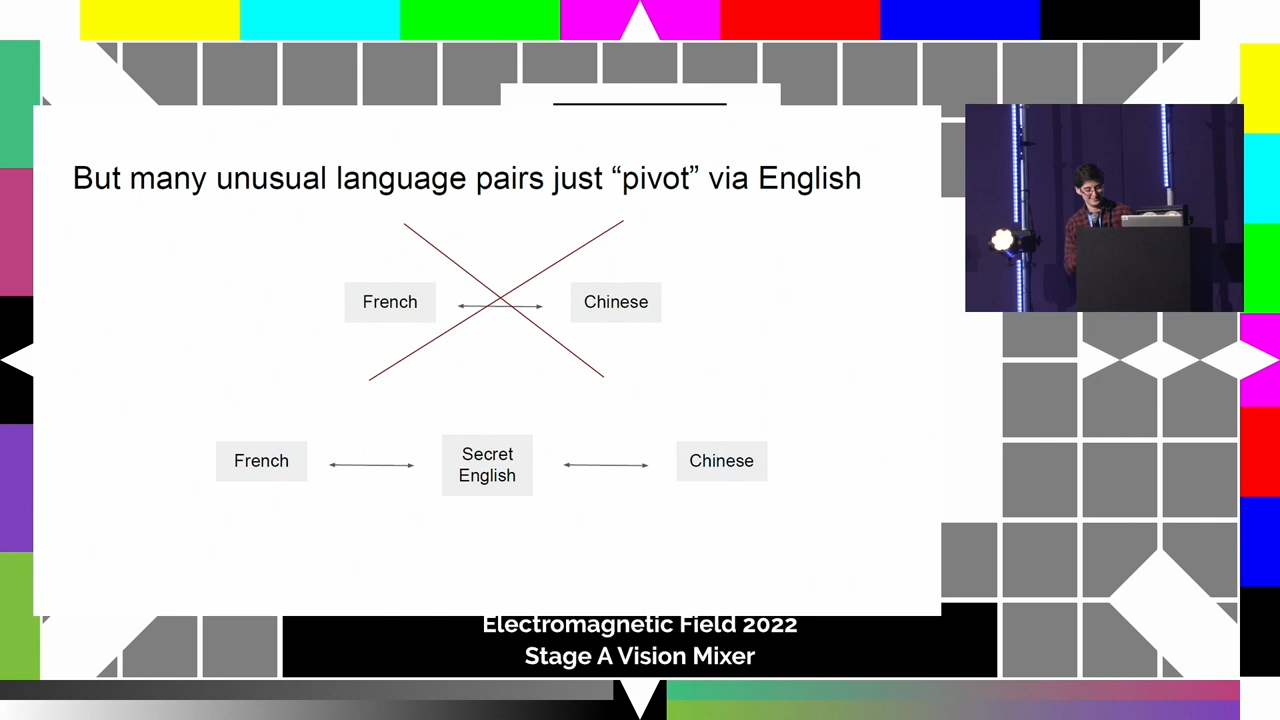 But many unusual language pairs just “pivot” via English
French
Chinese
French
Secret
English
Chinese
Electromagnetic Field 2022
Stage A Vision Mixer